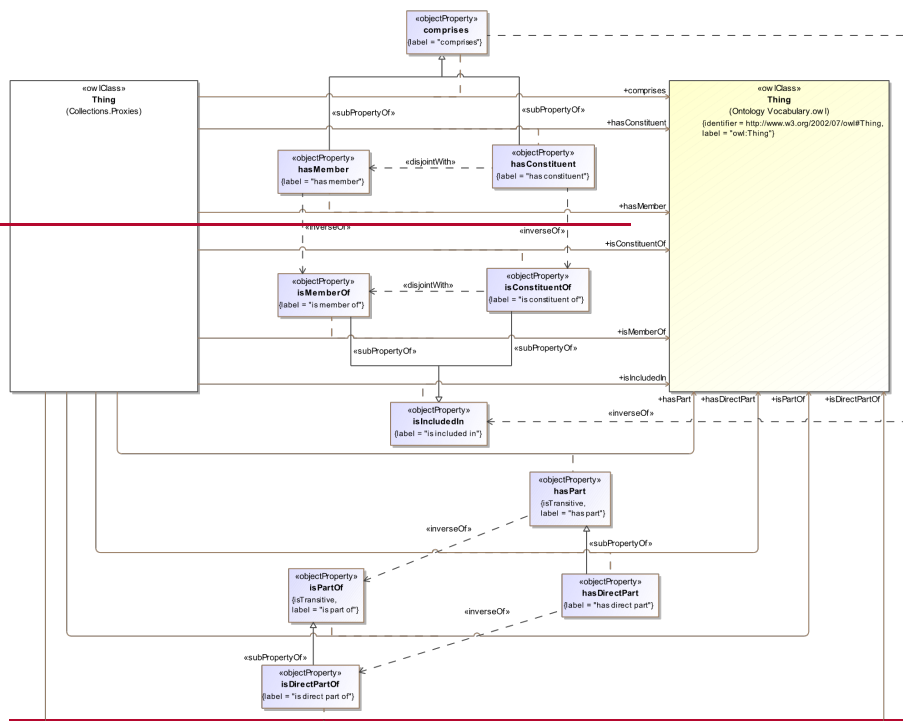 «objectProperty»
comprises
{label = "comprises"}
«owlClass»
Thing
(Collections.Proxies)
«owlClass»
Thing
(Ontology Vocabulary.owl)
{identifier = http://www.w3.org/2002/07/owl#Thing,
label = "owl:Thing"}
+comprises
«subPropertyOf»
«subPropertyOf»
+hasConstituent
«objectProperty»
hasMember
{label = "has member"}
«disjointWith»
«objectProperty»
hasConstituent
{label = "has constituent"}
+hasMember
«inverseOf»
«inverseOf»
+isConstituentOf
«objectProperty»
isMemberOf
{label = "is member of"}
«disjointWith»
«objectProperty»
isConstituentOf
{label = "is constituent of"}
+isMemberOf
«subPropertyOf»
«subPropertyOf»
+isIncludedIn
+hasPart
+hasDirectPart
+isPartOf
+isDirectPartOf
«objectProperty»
isIncludedIn
{label = "is included in"}
«inverseOf»
«objectProperty»
hasPart
{isTransitive,
label = "has part"}
«inverseOf»
«subPropertyOf»
«objectProperty»
isPartOf
{isTransitive,
label = "is part of"}
«objectProperty»
hasDirectPart
{label = "has direct part"}
«inverseOf»
«subPropertyOf»
«objectProperty»
isDirectPartOf
{label = "is direct part of"}